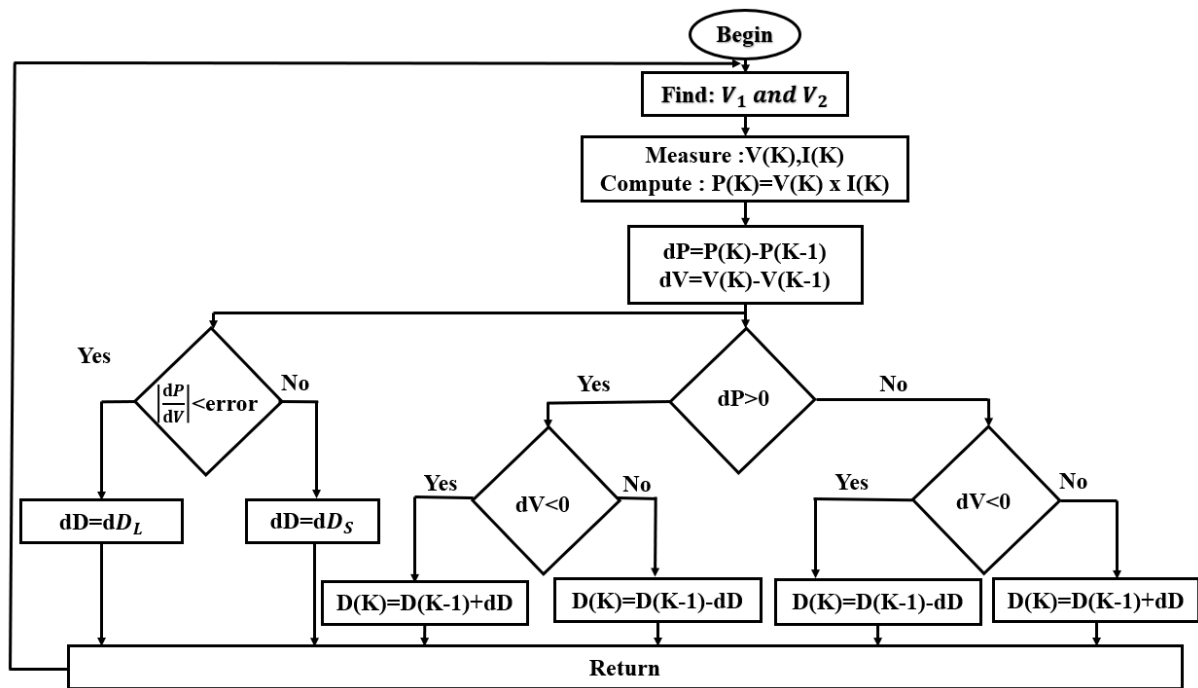 Begin
Find: V₁ and V₂
Measure :V(K),I(K)
Compute : P(K)=V(K) x I(K)
dP=P(K)-P(K-1)
dV=V(K)-V(K-1)
Yes
|dP/dV|<error
No
Yes
dP>0
No
dD=dD_L
dD=dD_S
Yes
dV<0
No
Yes
dV<0
No
D(K)=D(K-1)+dD
D(K)=D(K-1)-dD
D(K)=D(K-1)-dD
D(K)=D(K-1)+dD
Return